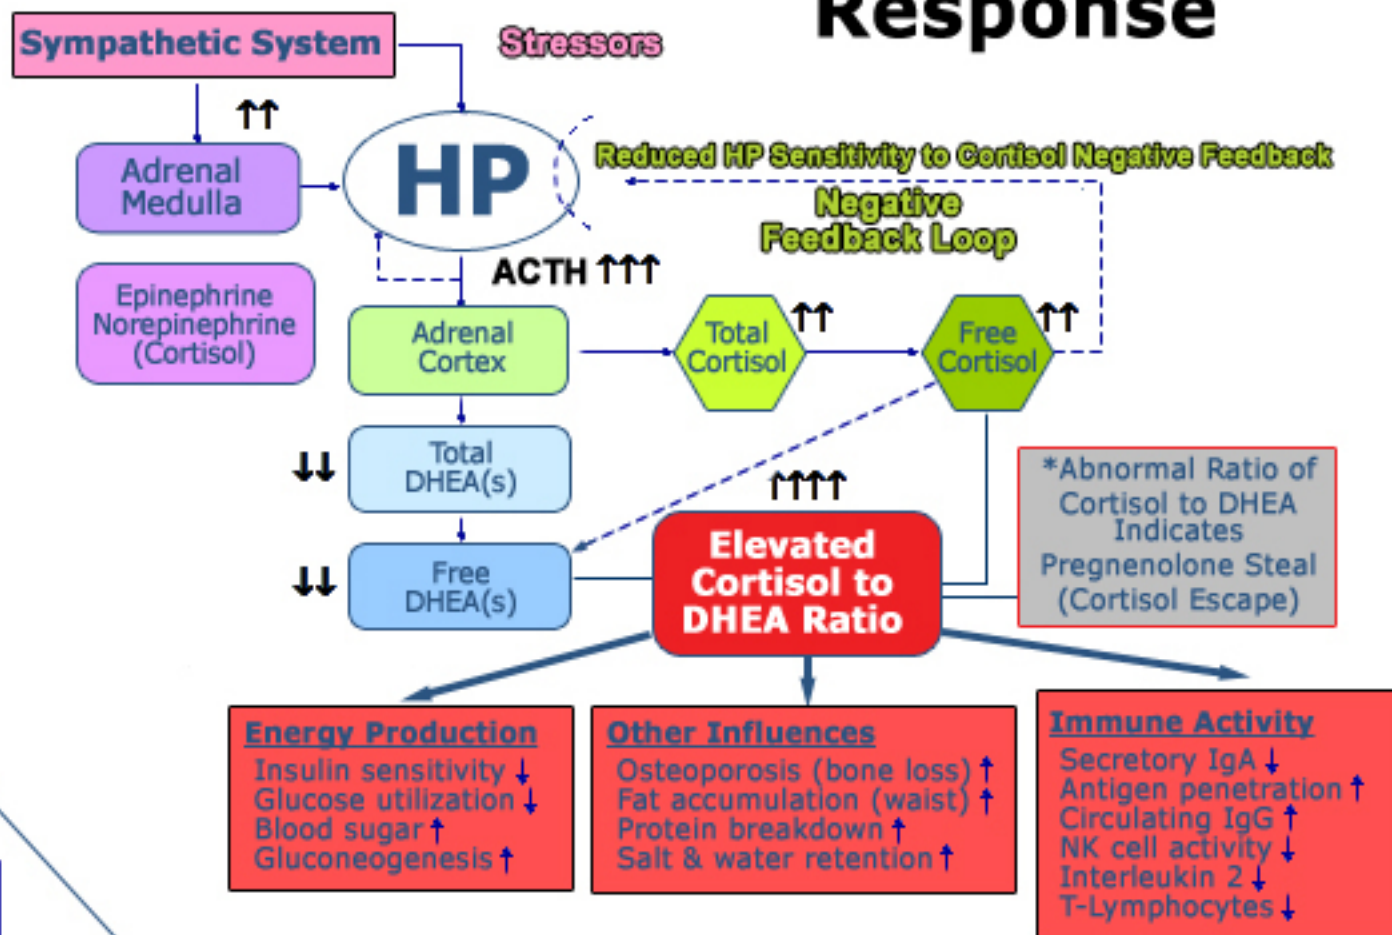 Response
Sympathetic System
Stressors
↑↑
Adrenal
Medulla
HP
Reduced HP Sensitivity to Cortisol Negative Feedback
Negative
Feedback Loop
ACTH ↑↑↑
Epinephrine
Norepinephrine
(Cortisol)
Adrenal
Cortex
Total
Cortisol
↑↑
Free
Cortisol
↑↑
Total
DHEA(s)
↓↓
Free
DHEA(s)
↓↓
↑↑↑↑
Elevated
Cortisol to
DHEA Ratio
*Abnormal Ratio of
Cortisol to DHEA
Indicates
Pregnenolone Steal
(Cortisol Escape)
Energy Production
Insulin sensitivity ↓
Glucose utilization ↓
Blood sugar ↑
Gluconeogenesis ↑
Other Influences
Osteoporosis (bone loss) ↑
Fat accumulation (waist) ↑
Protein breakdown ↑
Salt & water retention ↑
Immune Activity
Secretory IgA ↓
Antigen penetration ↑
Circulating IgG ↑
NK cell activity ↓
Interleukin 2 ↓
T-Lymphocytes ↓